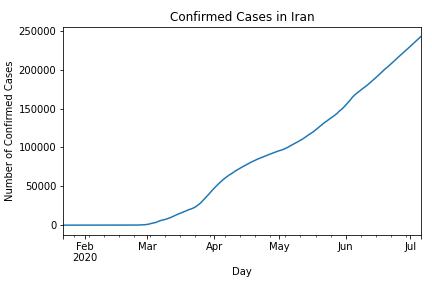 Confirmed Cases in Iran
Number of Confirmed Cases
250000
200000
150000
100000
50000
0
Feb Mar Apr May Jun Jul
2020
Day